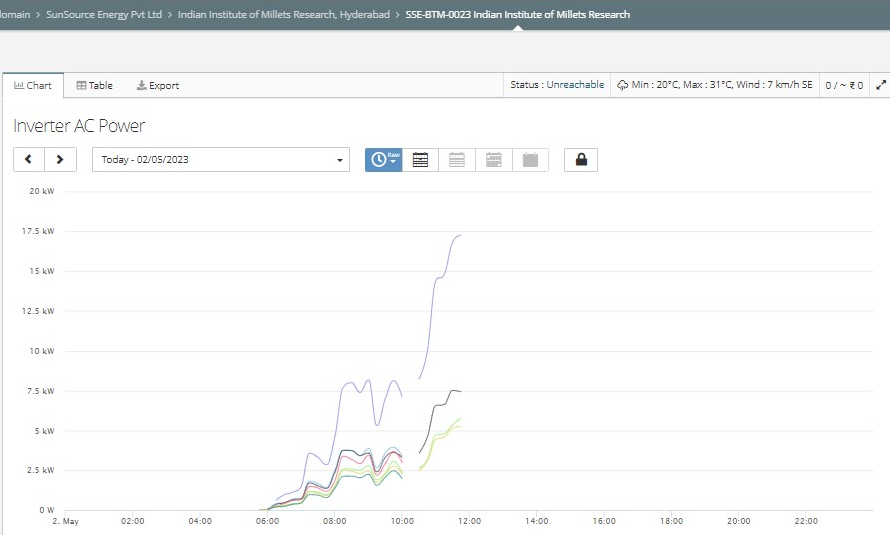 omain > SunSource Energy Pvt Ltd > Indian Institute of Millets Research, Hyderabad > SSE-BTM-0023 Indian Institute of Millets Research
Chart Table Export Status : Unreachable Min : 20°C, Max : 31°C, Wind : 7 km/h SE 0 / ~ ₹ 0
Inverter AC Power
Today - 02/05/2023 Raw
20 kW
17.5 kW
15 kW
12.5 kW
10 kW
7.5 kW
5 kW
2.5 kW
0 W
2. May 02:00 04:00 06:00 08:00 10:00 12:00 14:00 16:00 18:00 20:00 22:00